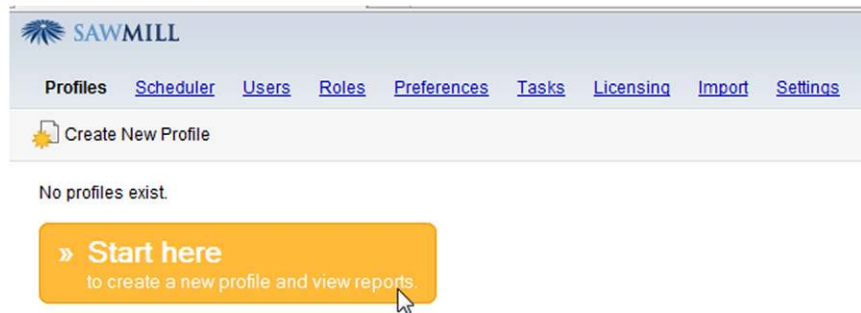 SAWMILL
Profiles Scheduler Users Roles Preferences Tasks Licensing Import Settings
Create New Profile
No profiles exist.
» Start here
to create a new profile and view reports.